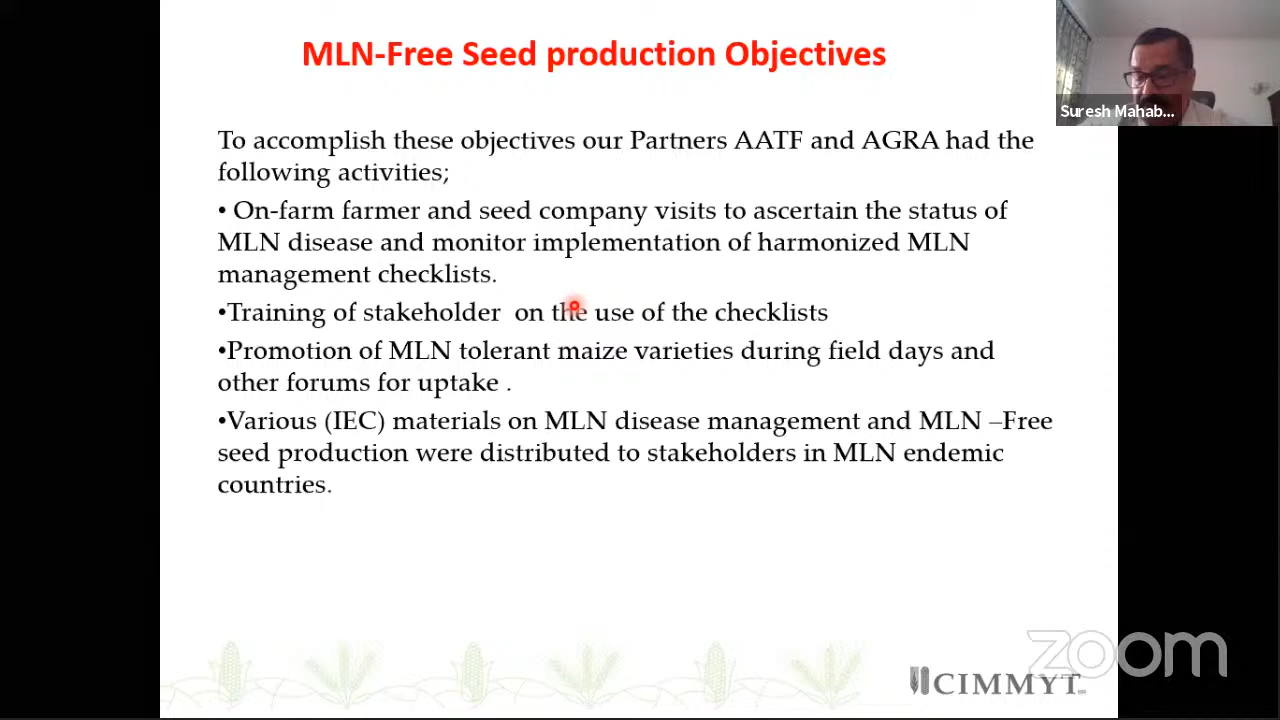 MLN-Free Seed production Objectives
Suresh Mahab...
To accomplish these objectives our Partners AATF and AGRA had the
following activities;
• On-farm farmer and seed company visits to ascertain the status of
MLN disease and monitor implementation of harmonized MLN
management checklists.
•Training of stakeholder  on the use of the checklists
•Promotion of MLN tolerant maize varieties during field days and
other forums for uptake .
•Various (IEC) materials on MLN disease management and MLN –Free
seed production were distributed to stakeholders in MLN endemic
countries.
zoom
CIMMYT